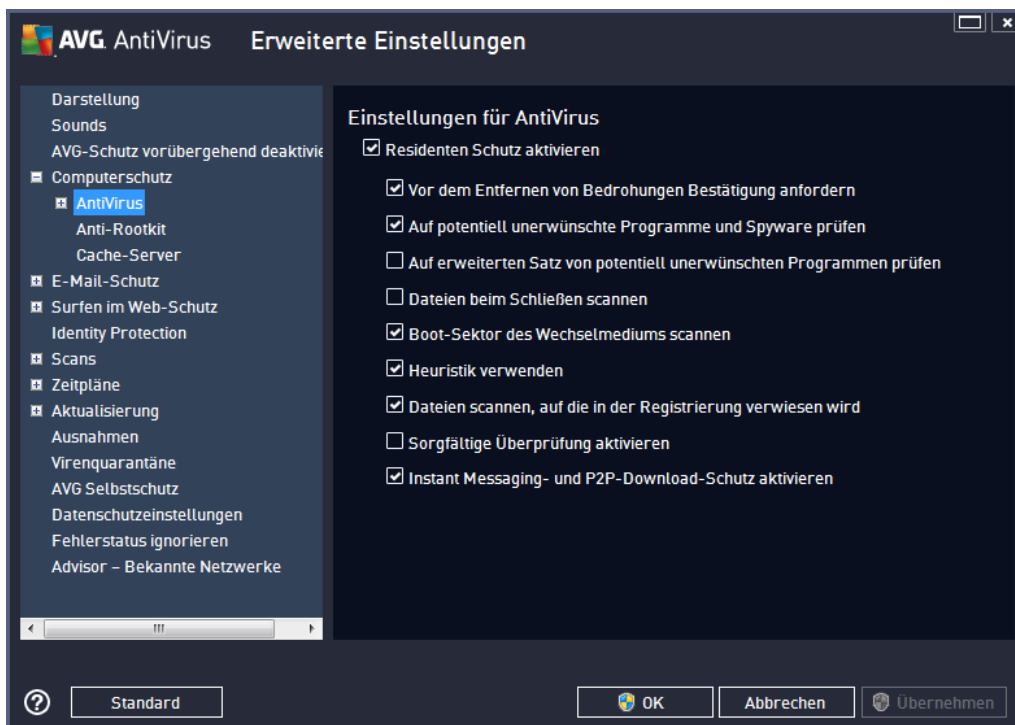 AVG. AntiVirus Erweiterte Einstellungen
Darstellung
Sounds
AVG-Schutz vorübergehend deaktivie
Computerschutz
AntiVirus
Anti-Rootkit
Cache-Server
E-Mail-Schutz
Surfen im Web-Schutz
Identity Protection
Scans
Zeitpläne
Aktualisierung
Ausnahmen
Virenquarantäne
AVG Selbstschutz
Datenschutzeinstellungen
Fehlerstatus ignorieren
Advisor – Bekannte Netzwerke
Einstellungen für AntiVirus
Residenten Schutz aktivieren
Vor dem Entfernen von Bedrohungen Bestätigung anfordern
Auf potentiell unerwünschte Programme und Spyware prüfen
Auf erweiterten Satz von potentiell unerwünschten Programmen prüfen
Dateien beim Schließen scannen
Boot-Sektor des Wechselmediums scannen
Heuristik verwenden
Dateien scannen, auf die in der Registrierung verwiesen wird
Sorgfältige Überprüfung aktivieren
Instant Messaging- und P2P-Download-Schutz aktivieren
Standard
OK
Abbrechen
Übernehmen